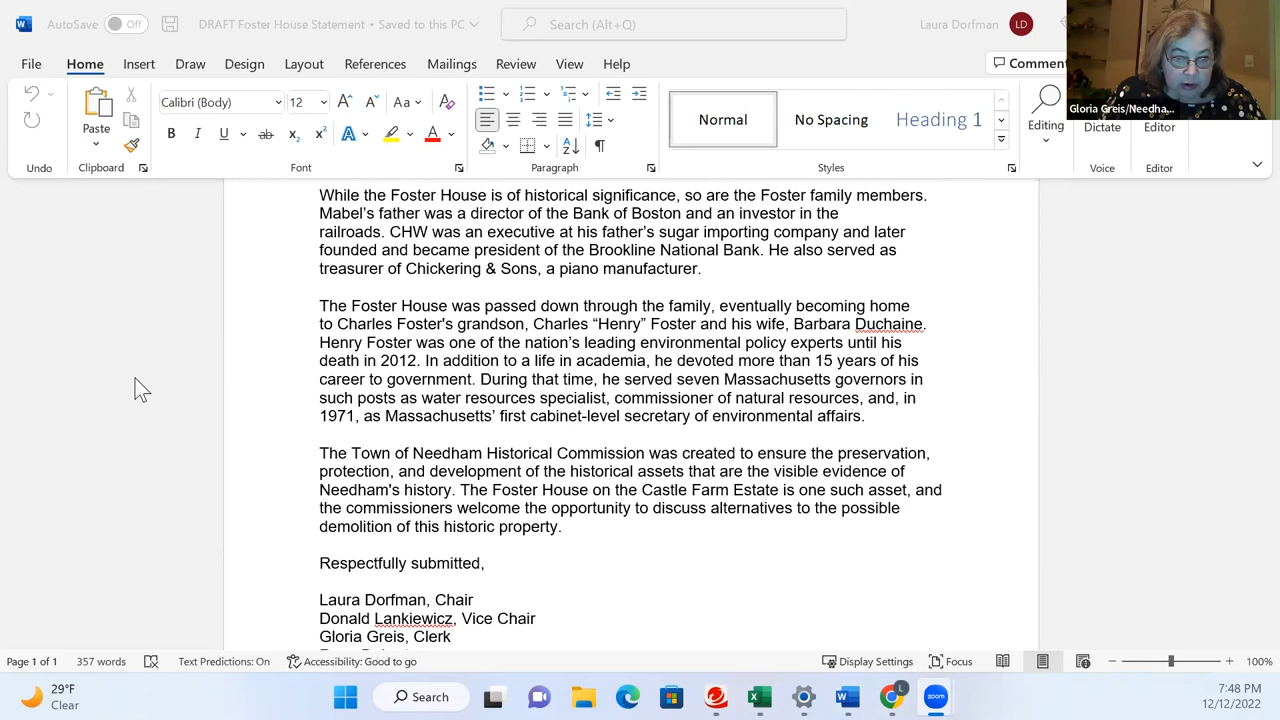 AutoSave Off DRAFT Foster House Statement • Saved to this PC Search (Alt+Q) Laura Dorfman LD
File Home Insert Draw Design Layout References Mailings Review View Help Comment
Gloria Greis/Needha...
Calibri (Body) 12 Aa
Paste B I U ab x2 x2 A A
Normal No Spacing Heading 1
Editing Dictate Editor
Undo Clipboard Font Paragraph Styles Voice Editor
While the Foster House is of historical significance, so are the Foster family members.
Mabel's father was a director of the Bank of Boston and an investor in the
railroads. CHW was an executive at his father's sugar importing company and later
founded and became president of the Brookline National Bank. He also served as
treasurer of Chickering & Sons, a piano manufacturer.
The Foster House was passed down through the family, eventually becoming home
to Charles Foster's grandson, Charles “Henry” Foster and his wife, Barbara Duchaine.
Henry Foster was one of the nation's leading environmental policy experts until his
death in 2012. In addition to a life in academia, he devoted more than 15 years of his
career to government. During that time, he served seven Massachusetts governors in
such posts as water resources specialist, commissioner of natural resources, and, in
1971, as Massachusetts' first cabinet-level secretary of environmental affairs.
The Town of Needham Historical Commission was created to ensure the preservation,
protection, and development of the historical assets that are the visible evidence of
Needham's history. The Foster House on the Castle Farm Estate is one such asset, and
the commissioners welcome the opportunity to discuss alternatives to the possible
demolition of this historic property.
Respectfully submitted,
Laura Dorfman, Chair
Donald Lankiewicz, Vice Chair
Gloria Greis, Clerk
Page 1 of 1 357 words Text Predictions: On Accessibility: Good to go Display Settings Focus 100%
29°F
Clear
Search
zoom
7:48 PM
12/12/2022